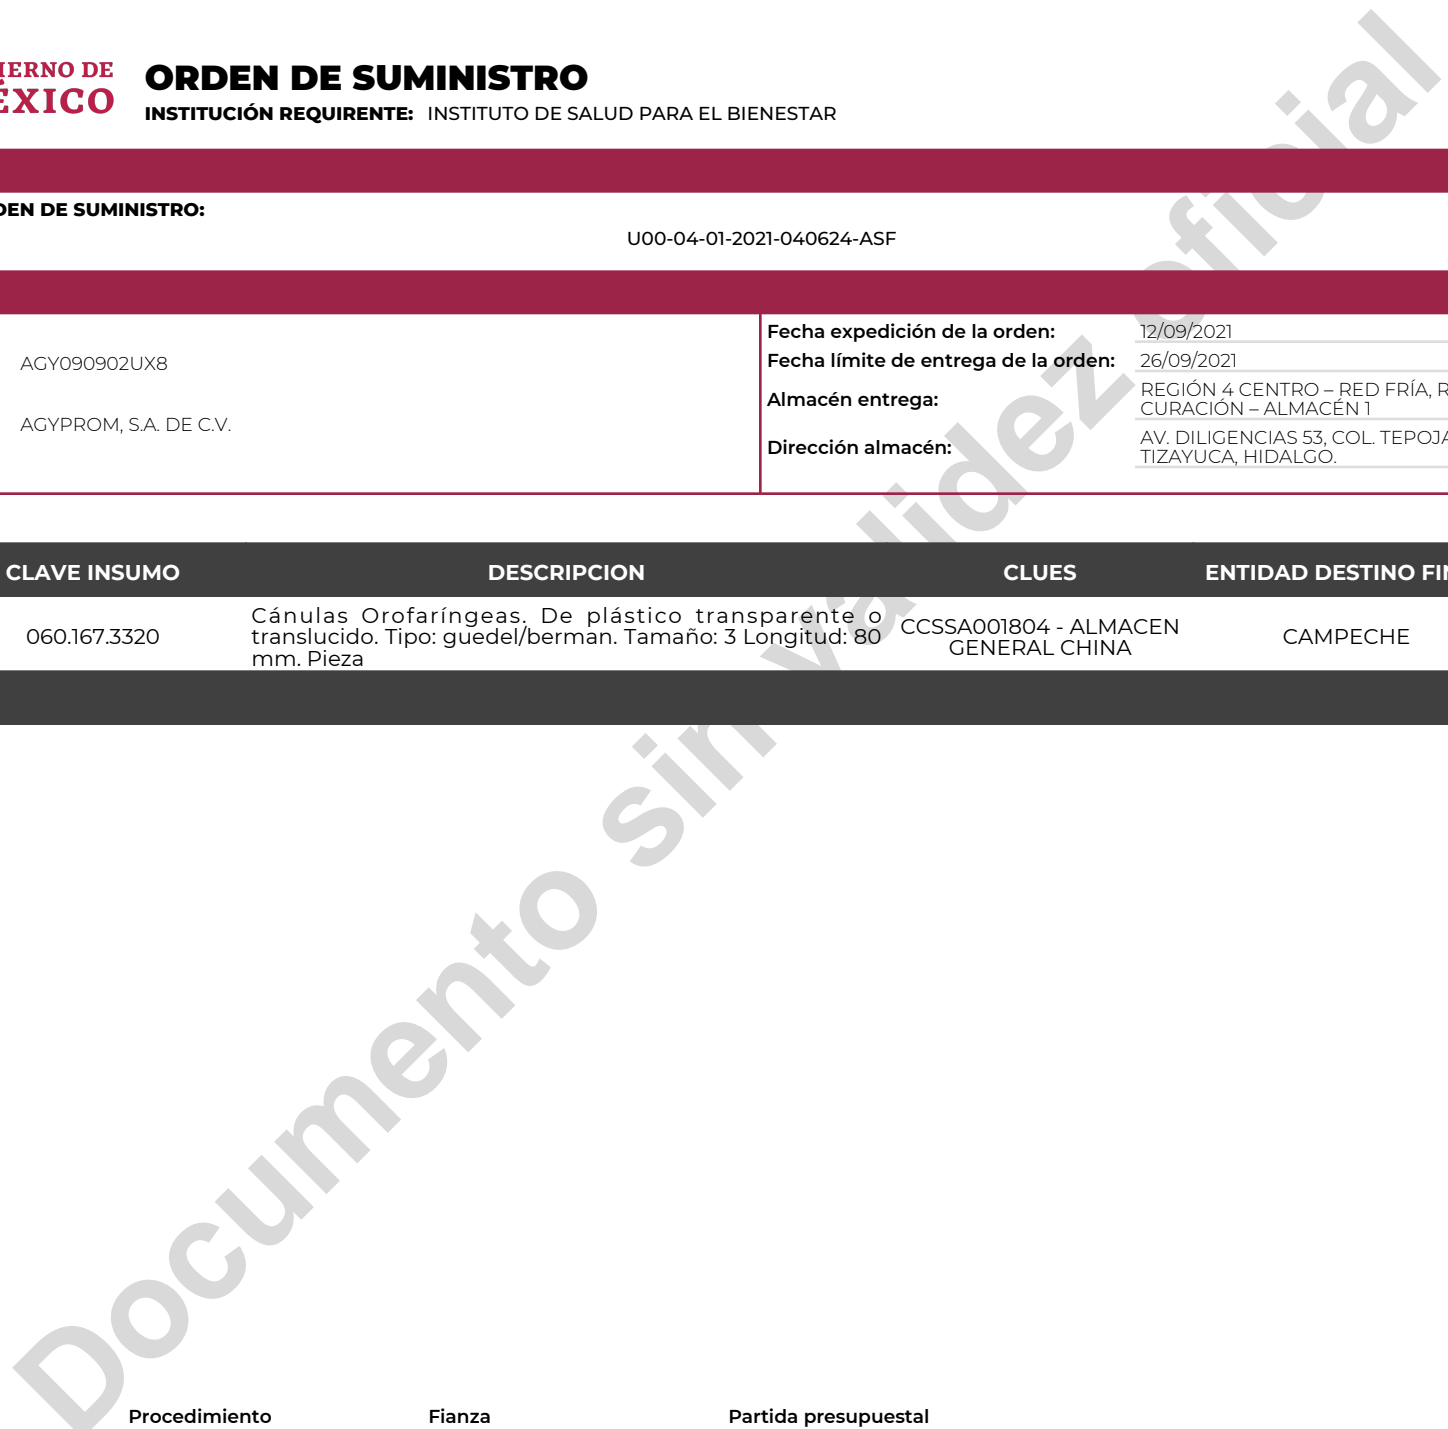 IERNO DE
ÉXICO
ORDEN DE SUMINISTRO
INSTITUCIÓN REQUIRENTE: INSTITUTO DE SALUD PARA EL BIENESTAR
DEN DE SUMINISTRO:
U00-04-01-2021-040624-ASF
AGY090902UX8
AGYPROM, S.A. DE C.V.
Fecha expedición de la orden: 12/09/2021
Fecha límite de entrega de la orden: 26/09/2021
Almacén entrega: REGIÓN 4 CENTRO – RED FRÍA, R
CURACIÓN – ALMACÉN 1
Dirección almacén: AV. DILIGENCIAS 53, COL. TEPOJA
TIZAYUCA, HIDALGO.
CLAVE INSUMO DESCRIPCION CLUES ENTIDAD DESTINO FIN
060.167.3320
Cánulas Orofaríngeas. De plástico transparente o
translucido. Tipo: guedel/berman. Tamaño: 3 Longitud: 80
mm. Pieza
CCSSA001804 - ALMACEN
GENERAL CHINA
CAMPECHE
Documento sin validez oficial
Procedimiento Fianza Partida presupuestal